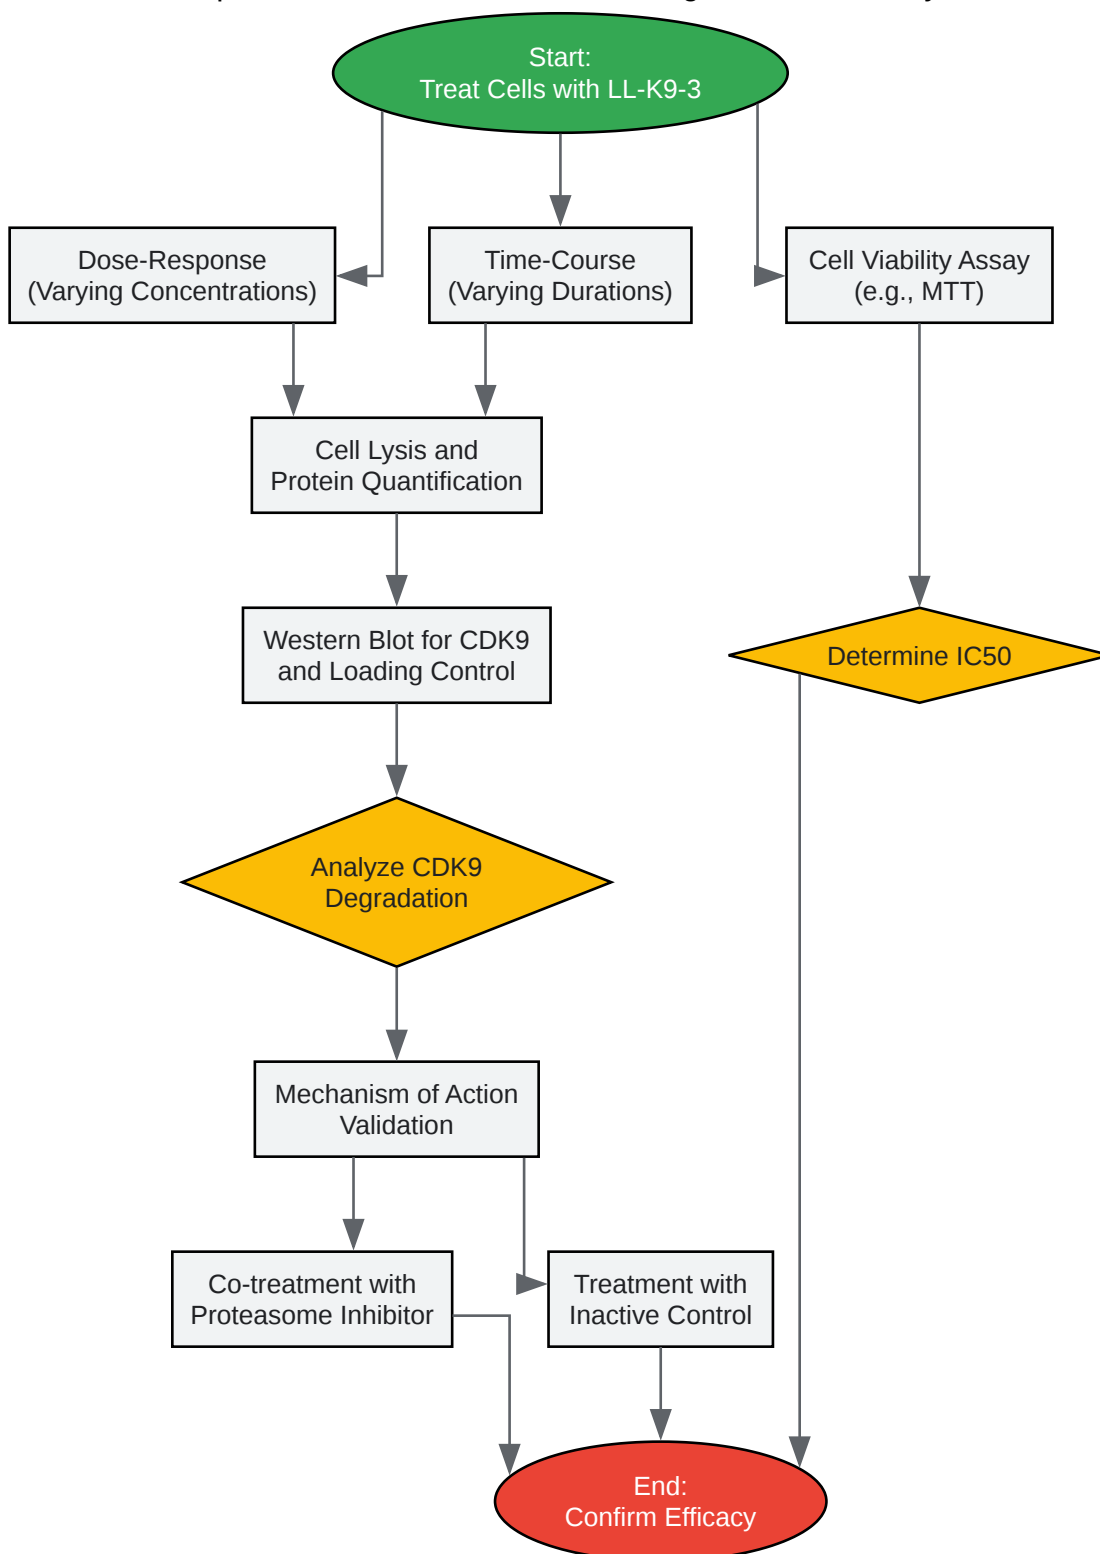 Start:
Treat Cells with LL-K9-3
Dose-Response
(Varying Concentrations)
Time-Course
(Varying Durations)
Cell Viability Assay
(e.g., MTT)
Cell Lysis and
Protein Quantification
Western Blot for CDK9
and Loading Control
Determine IC50
Analyze CDK9
Degradation
Mechanism of Action
Validation
Co-treatment with
Proteasome Inhibitor
Treatment with
Inactive Control
End:
Confirm Efficacy